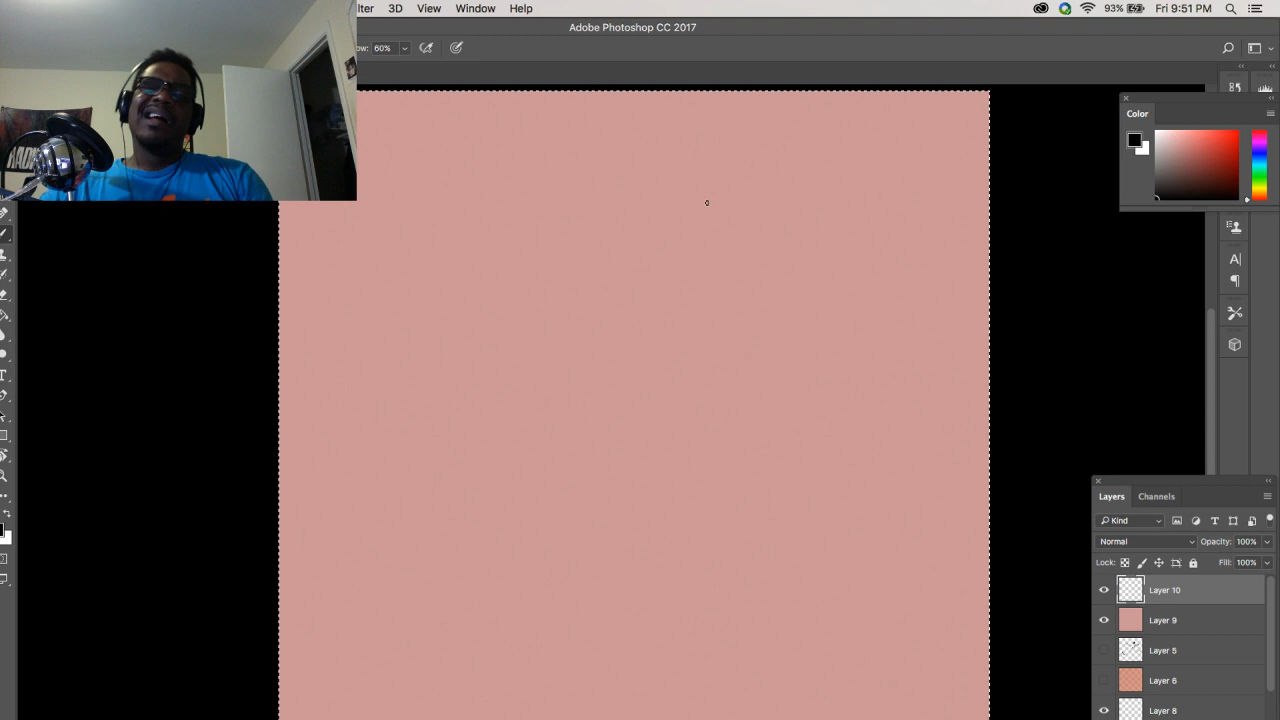 3D View Window Help 93% Fri 9:51 PM
Adobe Photoshop CC 2017
60%
Color
Layers Channels
Kind
Normal Opacity: 100%
Lock: Fill: 100%
Layer 10
Layer 9
Layer 5
Layer 6
Layer 8